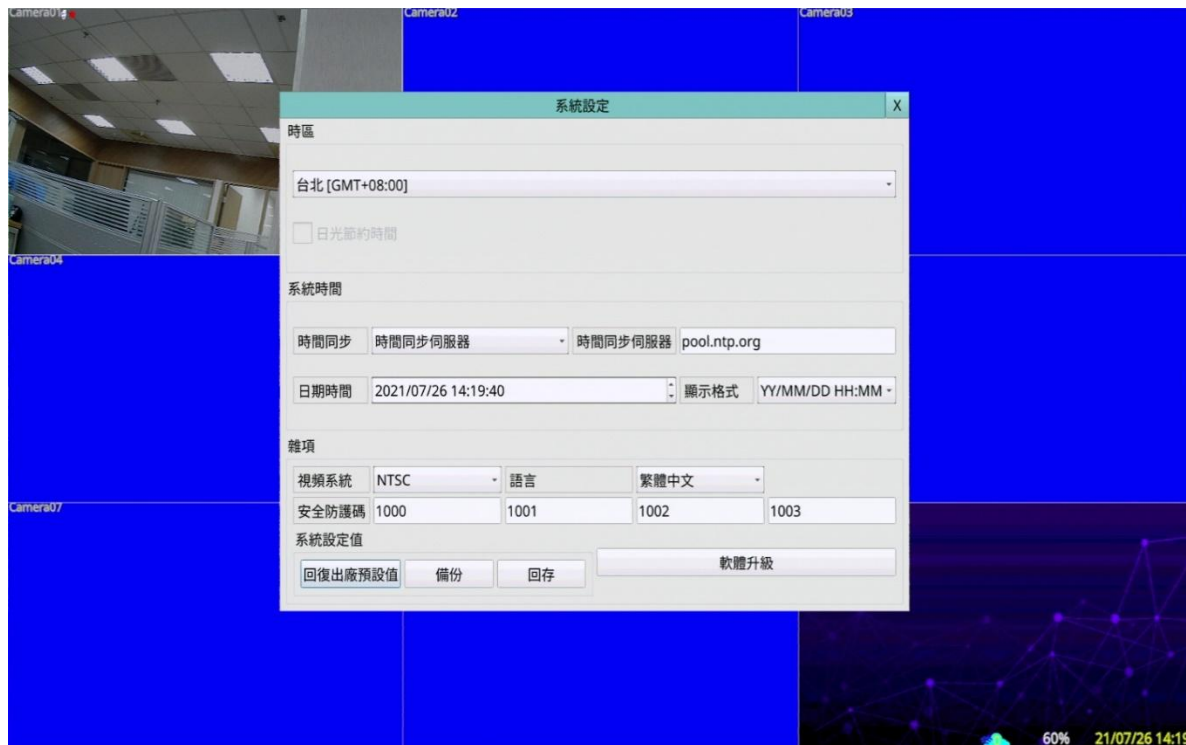 Camera01
Camera02
Camera03
系統設定 X
時區
台北 [GMT+08:00]
日光節約時間
Camera04
系統時間
時間同步 時間同步伺服器 時間同步伺服器 pool.ntp.org
日期時間 2021/07/26 14:19:40 顯示格式 YY/MM/DD HH:MM
雜項
視頻系統 NTSC 語言 繁體中文
Camera07
安全防護碼 1000 1001 1002 1003
系統設定值
回復出廠預設值 備份 回存 軟體升級
60% 21/07/26 14:19